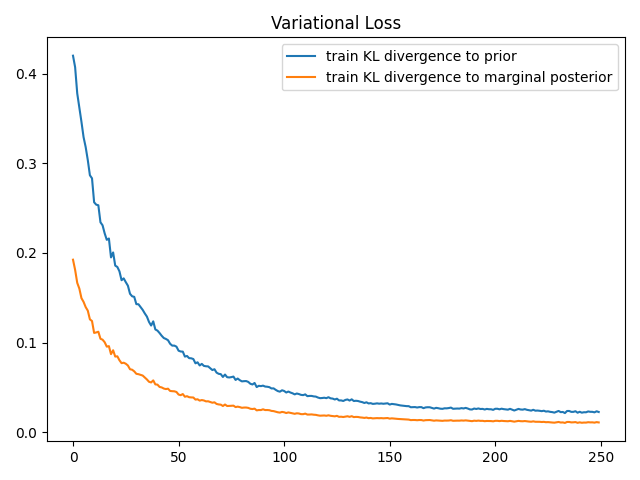 Variational Loss
train KL divergence to prior
train KL divergence to marginal posterior
0.4
0.3
0.2
0.1
0.0
0 50 100 150 200 250